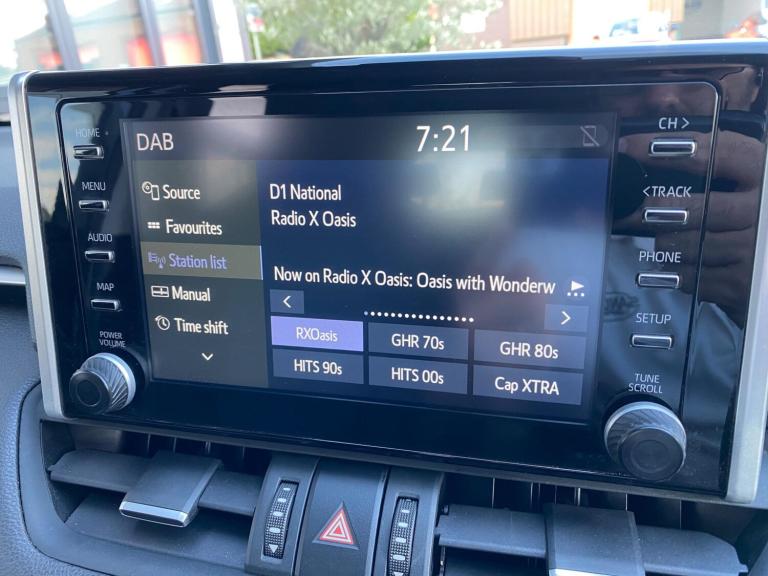 DAB
7:21
HOME
MENU
AUDIO
MAP
POWER
VOLUME
Source
Favourites
Station list
Manual
Time shift
D1 National
Radio X Oasis
Now on Radio X Oasis: Oasis with Wonderw
<
>
RXOasis
GHR 70s
GHR 80s
HITS 90s
HITS 00s
Cap XTRA
CH >
< TRACK
PHONE
SETUP
TUNE
SCROLL